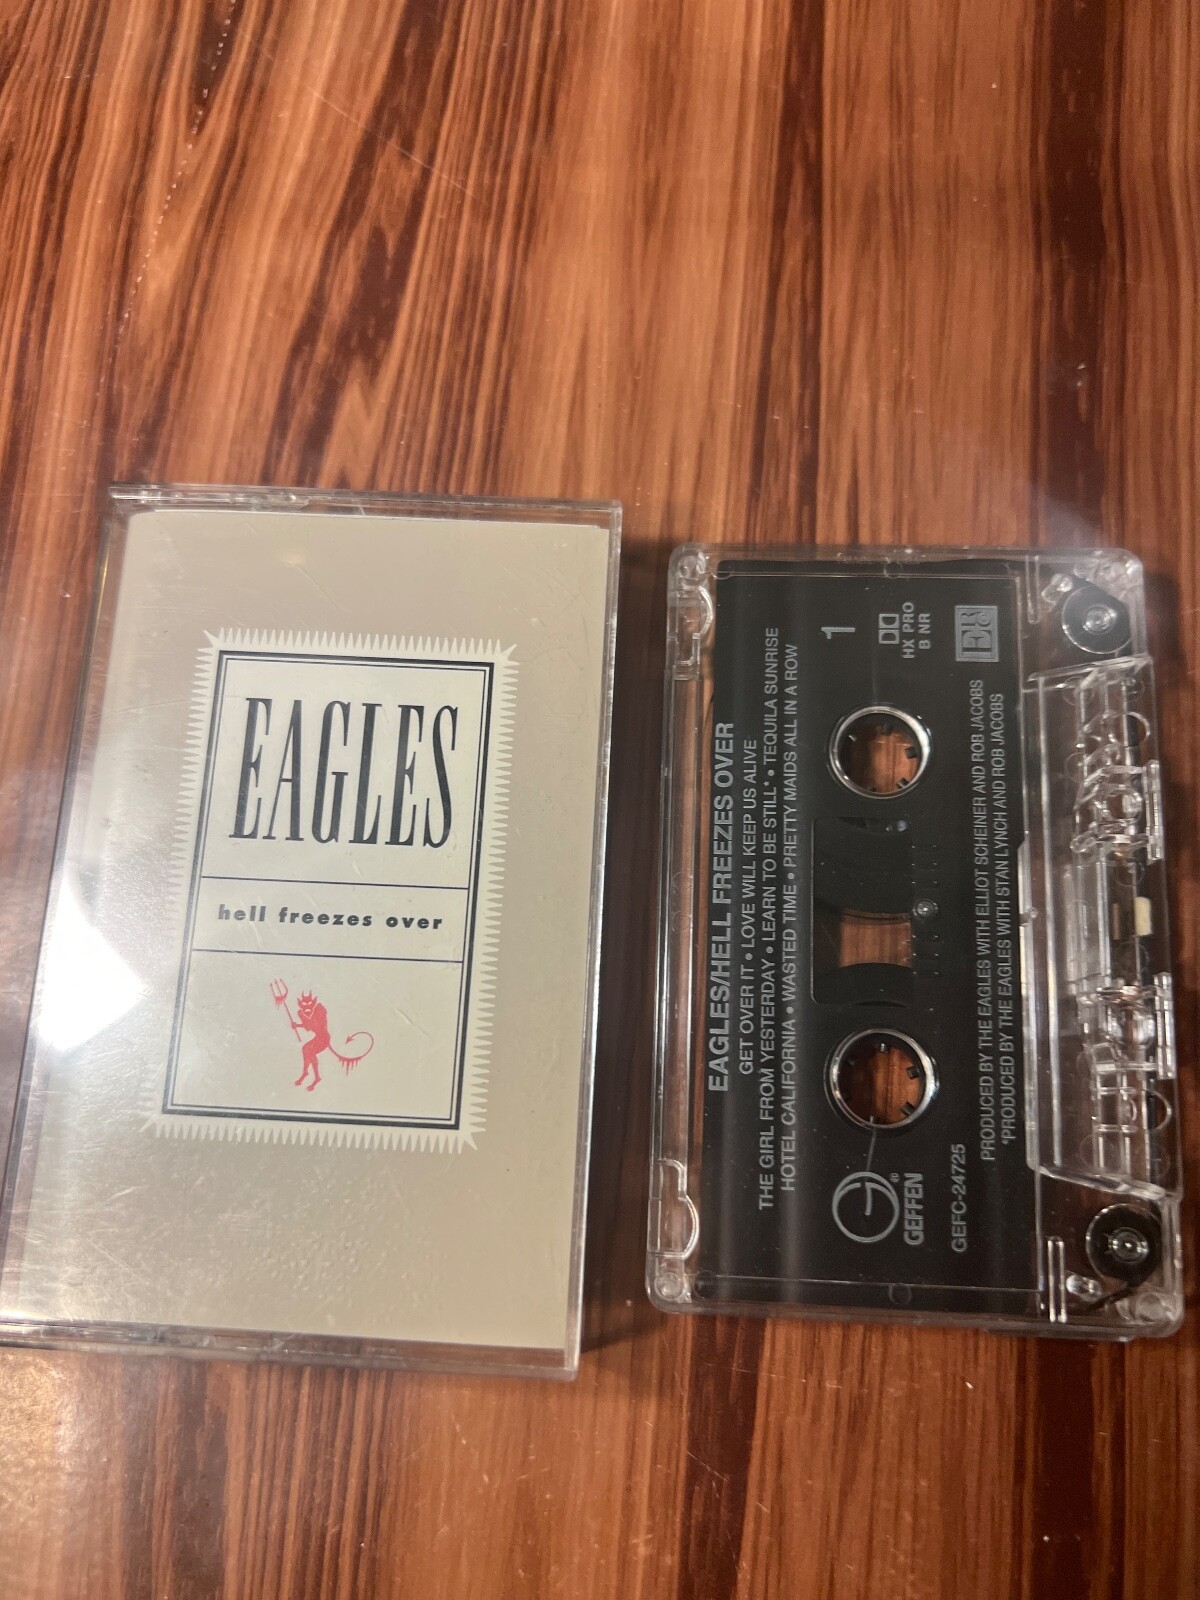 EAGLES
hell freezes over
EAGLES/HELL FREEZES OVER
GET OVER IT • LOVE WILL KEEP US ALIVE
THE GIRL FROM YESTERDAY • LEARN TO BE STILL* • TEQUILA SUNRISE
HOTEL CALIFORNIA • WASTED TIME • PRETTY MAIDS ALL IN A ROW
1
GEFFEN®
HX PRO
B NR
GEFC-24725
PRODUCED BY THE EAGLES WITH ELLIOT SCHEINER AND ROB JACOBS
*PRODUCED BY THE EAGLES WITH STAN LYNCH AND ROB JACOBS